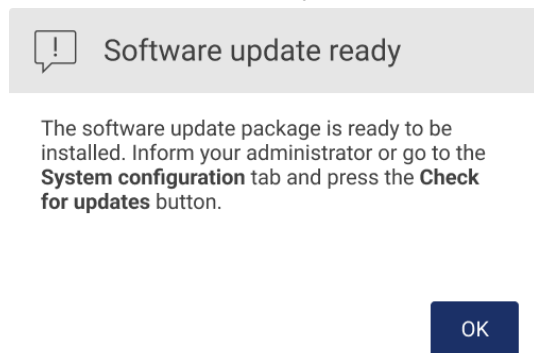 Software update ready
The software update package is ready to be
installed. Inform your administrator or go to the
System configuration tab and press the Check
for updates button.
OK